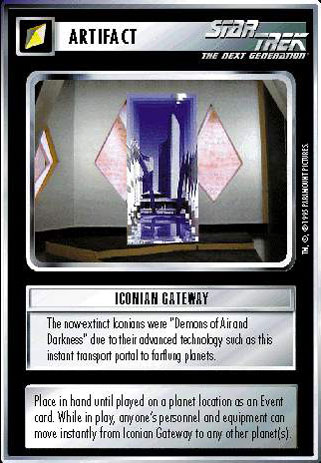 ARTIFACT
STAR TREK
THE NEXT GENERATION
TM, ®, © 1995 PARAMOUNT PICTURES.
ICONIAN GATEWAY
The now-extinct Iconians were "Demons of Air and
Darkness" due to their advanced technology such as this
instant transport portal to farflung planets.
Place in hand until played on a planet location as an Event
card. While in play, anyone's personnel and equipment can
move instantly from Iconian Gateway to any other planet(s).